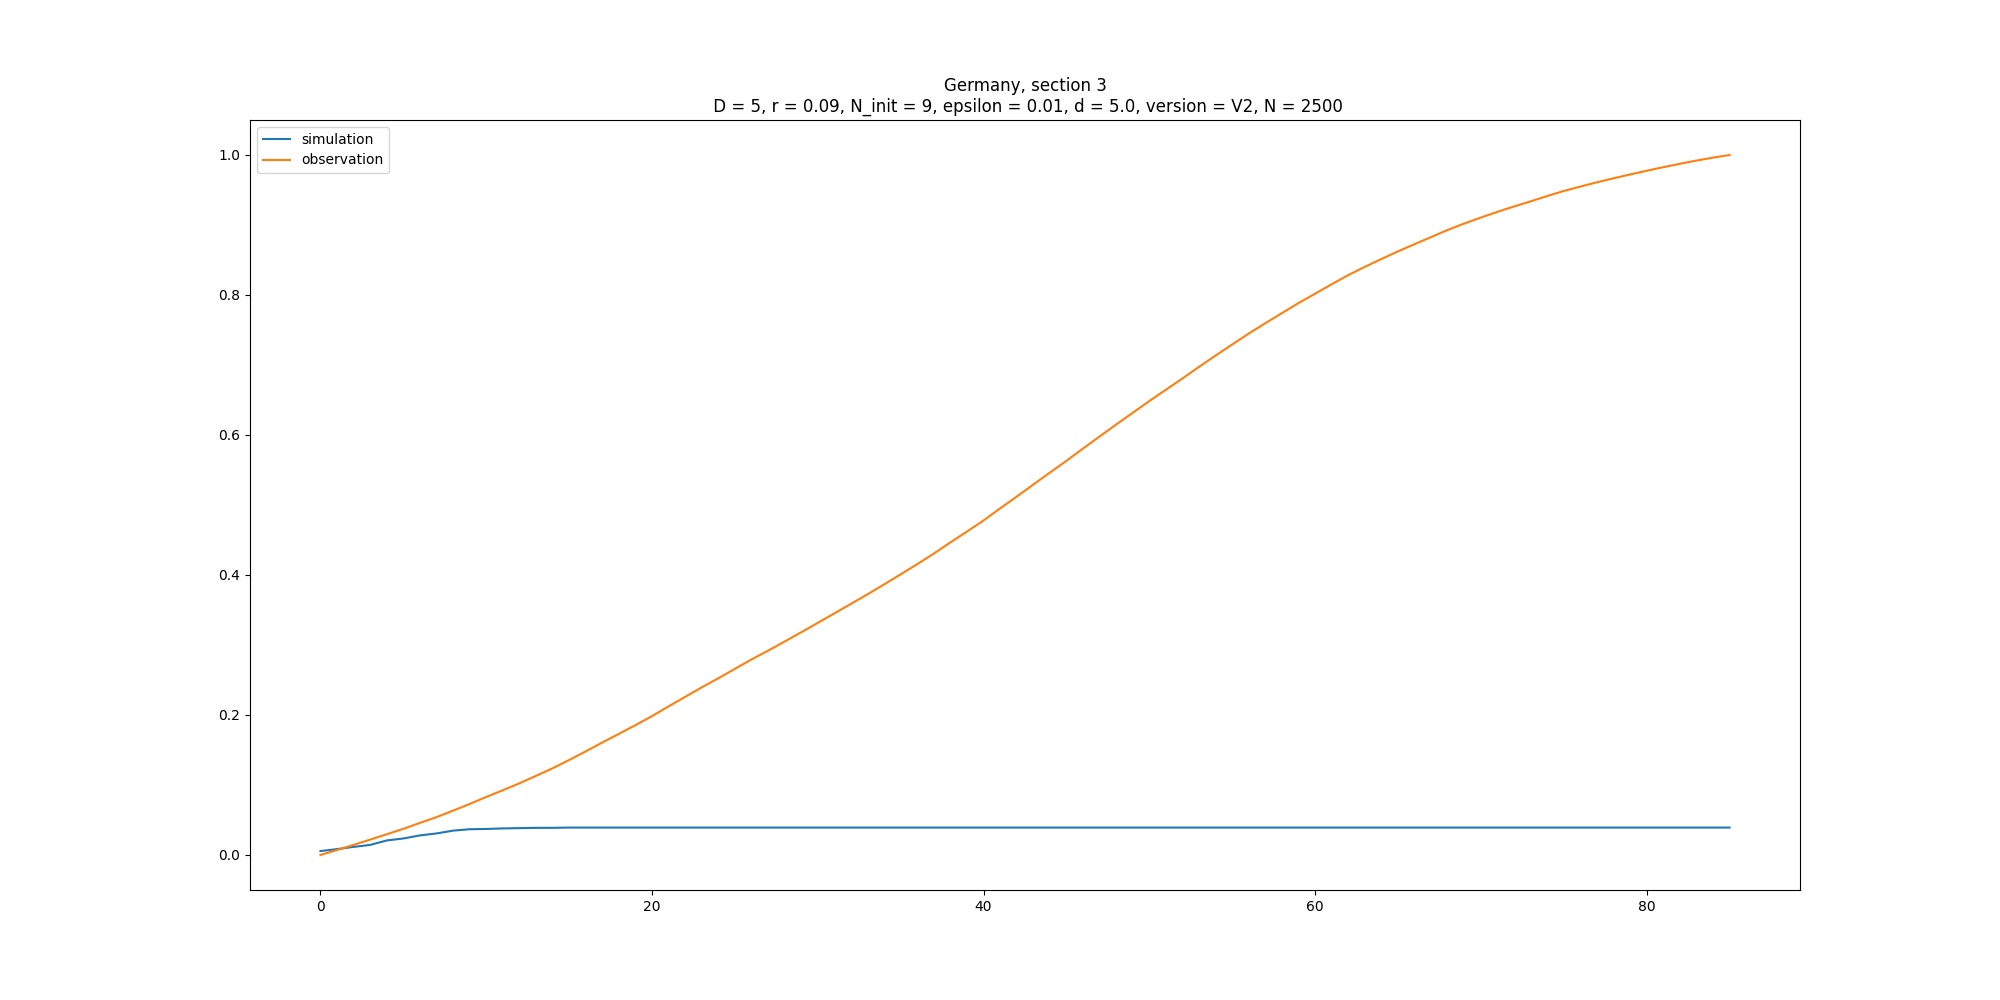 Germany, section 3
D = 5, r = 0.09, N_init = 9, epsilon = 0.01, d = 5.0, version = V2, N = 2500
simulation
observation
1.0
0.8
0.6
0.4
0.2
0.0
0 20 40 60 80